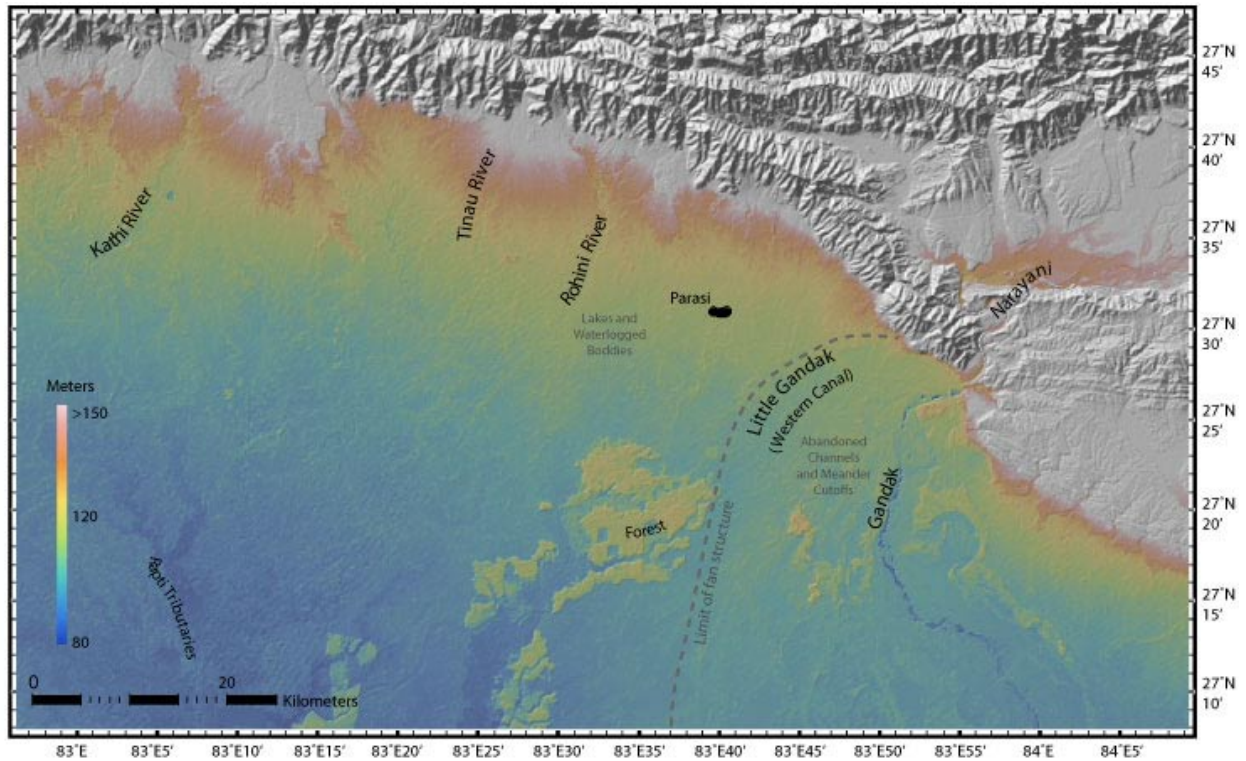 27°N
45'
27°N
40'
27°N
35'
27°N
30'
27°N
25'
27°N
20'
27°N
15'
27°N
10'
Kathi River
Tinau River
Rohini River
Narayani
Parasi
Lakes and
Waterlogged
Boddies
Little Gandak
(Western Canal)
Abandoned
Channels
and Meander
Cutoffs
Gandak
Forest
Limit of fan structure
Rapti Tributaries
Meters
>150
120
80
0
20
Kilometers
83°E
83°E5'
83°E10'
83°E15'
83°E20'
83°E25'
83°E30'
83°E35'
83°E40'
83°E45'
83°E50'
83°E55'
84°E
84°E5'